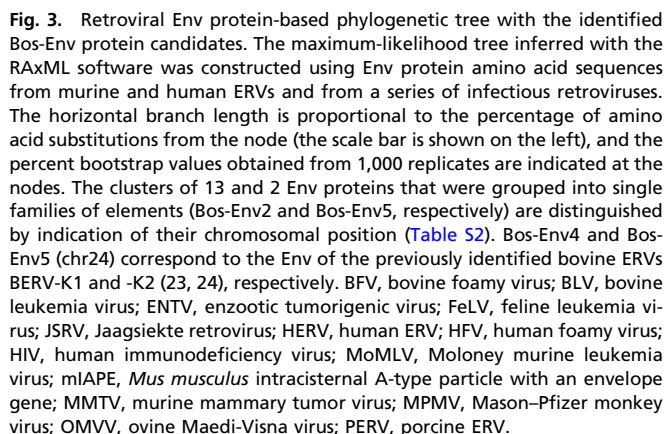 Fig. 3. Retroviral Env protein-based phylogenetic tree with the identified
Bos-Env protein candidates. The maximum-likelihood tree inferred with the
RAxML software was constructed using Env protein amino acid sequences
from murine and human ERVs and from a series of infectious retroviruses.
The horizontal branch length is proportional to the percentage of amino
acid substitutions from the node (the scale bar is shown on the left), and the
percent bootstrap values obtained from 1,000 replicates are indicated at the
nodes. The clusters of 13 and 2 Env proteins that were grouped into single
families of elements (Bos-Env2 and Bos-Env5, respectively) are distinguished
by indication of their chromosomal position (Table S2). Bos-Env4 and Bos-
Env5 (chr24) correspond to the Env of the previously identified bovine ERVs
BERV-K1 and -K2 (23, 24), respectively. BFV, bovine foamy virus; BLV, bovine
leukemia virus; ENTV, enzootic tumorigenic virus; FeLV, feline leukemia vi-
rus; JSRV, Jaagsiekte retrovirus; HERV, human ERV; HFV, human foamy virus;
HIV, human immunodeficiency virus; MoMLV, Moloney murine leukemia
virus; mIAPE, Mus musculus intracisternal A-type particle with an envelope
gene; MMTV, murine mammary tumor virus; MPMV, Mason–Pfizer monkey
virus; OMVV, ovine Maedi-Visna virus; PERV, porcine ERV.